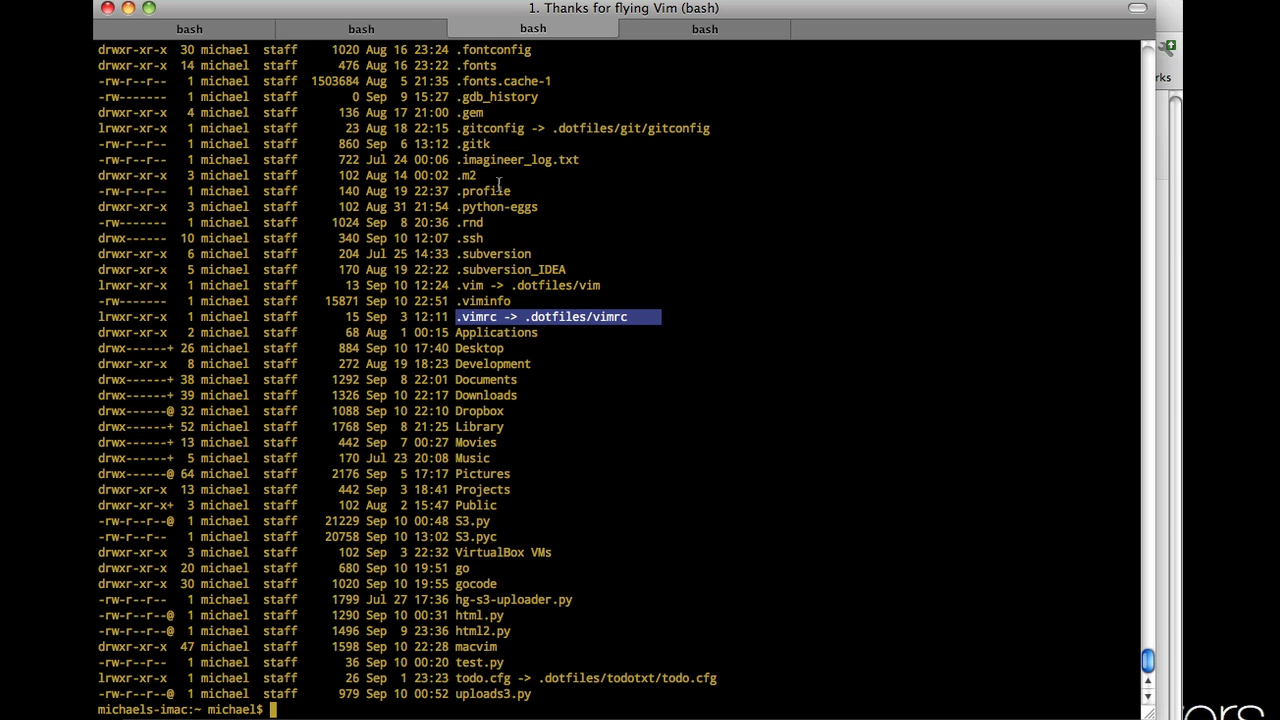 1. Thanks for flying Vim (bash)
bash bash bash bash
drwxr-xr-x 30 michael staff 1020 Aug 16 23:24 .fontconfig
drwxr-xr-x 14 michael staff 476 Aug 16 23:22 .fonts
-rw-r--r-- 1 michael staff 1503684 Aug 5 21:35 .fonts.cache-1
-rw------- 1 michael staff 0 Sep 9 15:27 .gdb_history
drwxr-xr-x 4 michael staff 136 Aug 17 21:00 .gem
lrwxr-xr-x 1 michael staff 23 Aug 18 22:15 .gitconfig -> .dotfiles/git/gitconfig
-rw-r--r-- 1 michael staff 860 Sep 6 13:12 .gitk
-rw-r--r-- 1 michael staff 722 Jul 24 00:06 .imagineer_log.txt
drwxr-xr-x 3 michael staff 102 Aug 14 00:02 .m2
-rw-r--r-- 1 michael staff 140 Aug 19 22:37 .profile
drwxr-xr-x 3 michael staff 102 Aug 31 21:54 .python-eggs
-rw------- 1 michael staff 1024 Sep 8 20:36 .rnd
drwx------ 10 michael staff 340 Sep 10 12:07 .ssh
drwxr-xr-x 6 michael staff 204 Jul 25 14:33 .subversion
drwxr-xr-x 5 michael staff 170 Aug 19 22:22 .subversion_IDEA
lrwxr-xr-x 1 michael staff 13 Sep 10 12:24 .vim -> .dotfiles/vim
-rw------- 1 michael staff 15871 Sep 10 22:51 .viminfo
lrwxr-xr-x 1 michael staff 15 Sep 3 12:11 .vimrc -> .dotfiles/vimrc
drwxr-xr-x 2 michael staff 68 Aug 1 00:15 Applications
drwx------+ 26 michael staff 884 Sep 10 17:40 Desktop
drwxr-xr-x 8 michael staff 272 Aug 19 18:23 Development
drwx------+ 38 michael staff 1292 Sep 8 22:01 Documents
drwx------+ 39 michael staff 1326 Sep 10 22:17 Downloads
drwx------@ 32 michael staff 1088 Sep 10 22:10 Dropbox
drwx------+ 52 michael staff 1768 Sep 8 21:25 Library
drwx------+ 13 michael staff 442 Sep 7 00:27 Movies
drwx------+ 5 michael staff 170 Jul 23 20:08 Music
drwx------@ 64 michael staff 2176 Sep 5 17:17 Pictures
drwxr-xr-x 13 michael staff 442 Sep 3 18:41 Projects
drwxr-xr-x+ 3 michael staff 102 Aug 2 15:47 Public
-rw-r--r--@ 1 michael staff 21229 Sep 10 00:48 S3.py
-rw-r--r-- 1 michael staff 20758 Sep 10 13:02 S3.pyc
drwxr-xr-x 3 michael staff 102 Sep 3 22:32 VirtualBox VMs
drwxr-xr-x 20 michael staff 680 Sep 10 19:51 go
drwxr-xr-x 30 michael staff 1020 Sep 10 19:55 gocode
-rw-r--r-- 1 michael staff 1799 Jul 27 17:36 hg-s3-uploader.py
-rw-r--r--@ 1 michael staff 1290 Sep 10 00:31 html.py
-rw-r--r--@ 1 michael staff 1496 Sep 9 23:36 html2.py
drwxr-xr-x 47 michael staff 1598 Sep 10 22:28 macvim
-rw-r--r-- 1 michael staff 36 Sep 10 00:20 test.py
lrwxr-xr-x 1 michael staff 26 Sep 1 23:23 todo.cfg -> .dotfiles/todotxt/todo.cfg
-rw-r--r--@ 1 michael staff 979 Sep 10 00:52 uploads3.py
michaels-imac:~ michael$
rks